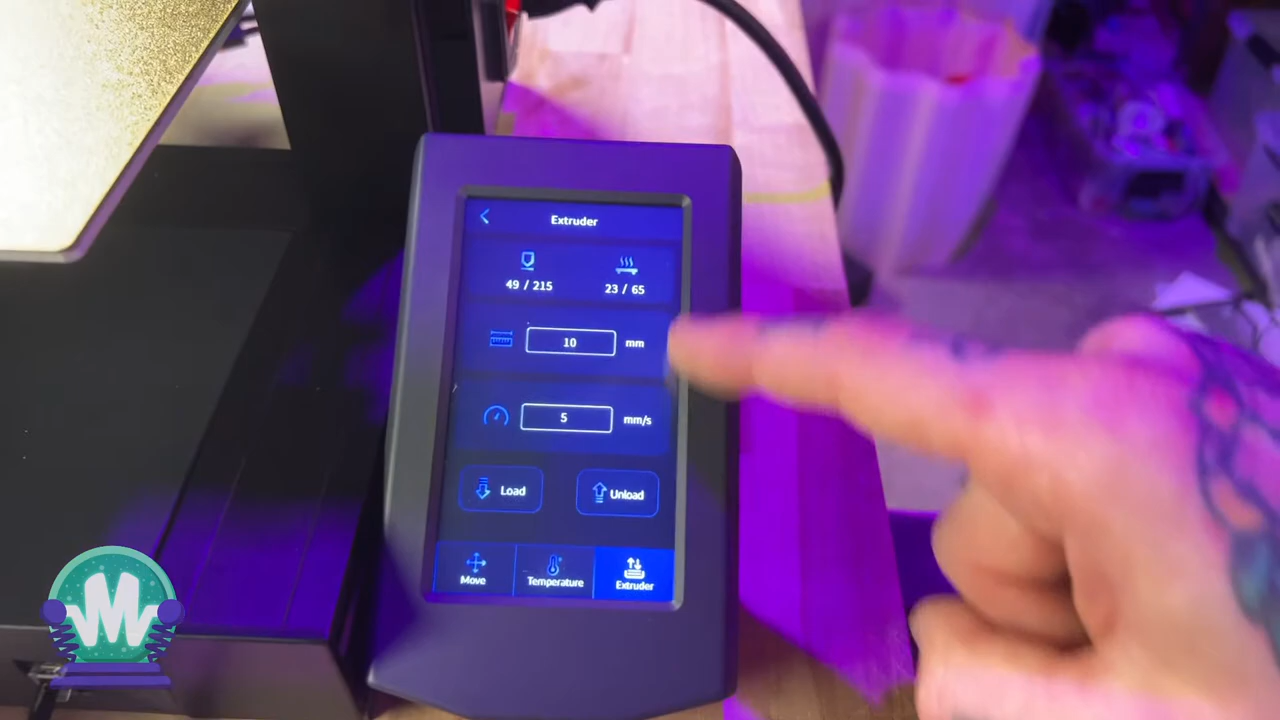 Extruder
49 / 215 23 / 65
10 mm
5 mm/s
Load Unload
Move Temperature Extruder